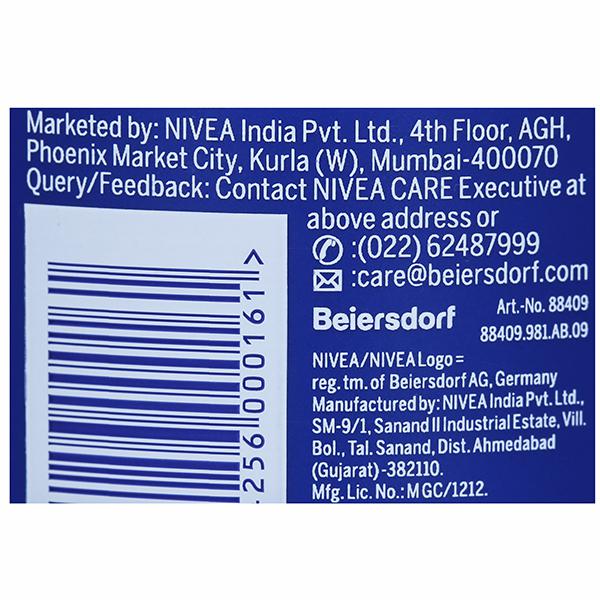 Marketed by: NIVEA India Pvt. Ltd., 4th Floor, AGH,
Phoenix Market City, Kurla (W), Mumbai-400070
Query/Feedback: Contact NIVEA CARE Executive at
above address or
:(022) 62487999
:care@beiersdorf.com
Beiersdorf
Art.-No. 88409
88409.981.AB.09
NIVEA/NIVEA Logo =
reg. tm. of Beiersdorf AG, Germany
Manufactured by: NIVEA India Pvt. Ltd.,
SM-9/1, Sanand II Industrial Estate, Vill.
Bol., Tal. Sanand, Dist. Ahmedabad
(Gujarat)-382110.
Mfg. Lic. No.: M GC/1212.
256 000161 >